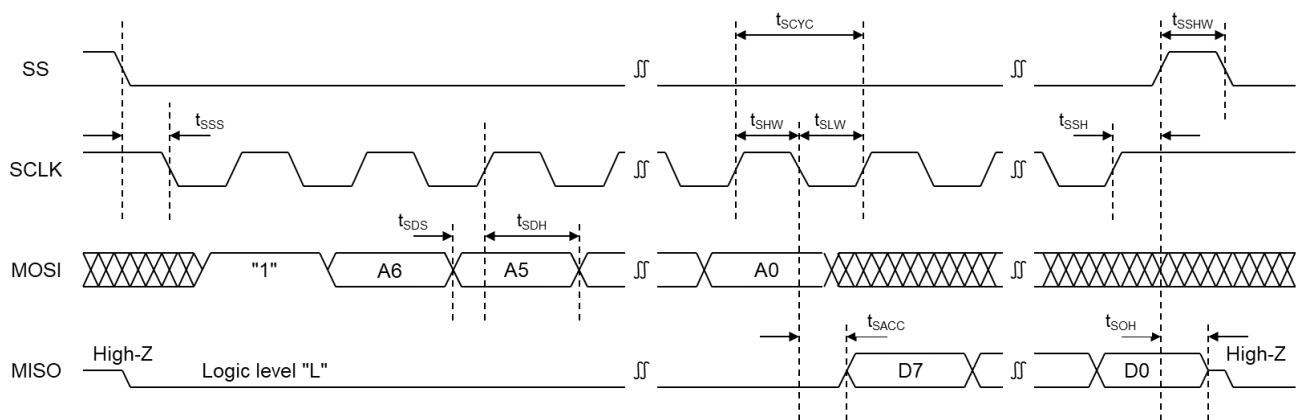 tSCYC
tSSHW
SS
tSSS
tSHW
tSLW
tSSH
SCLK
tSDS
tSDH
MOSI
"1"
A6
A5
A0
tSACC
tSOH
High-Z
High-Z
MISO
Logic level "L"
D7
D0